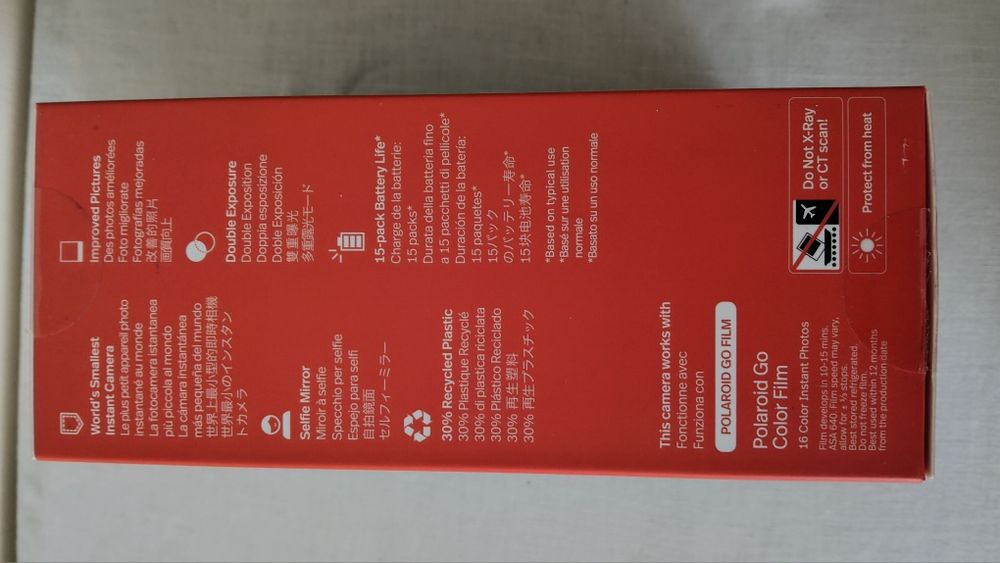 World's Smallest
Instant Camera
Le plus petit appareil photo
instantané au monde
La fotocamera istantanea
più piccola al mondo
La cámara instantánea
más pequeña del mundo
世界上最小型的即時相機
世界最小のインスタン
トカメラ
Selfie Mirror
Miroir à selfie
Specchio per selfie
Espejo para selfi
自拍鏡面
セルフィーミラー
30% Recycled Plastic
30% Plastique Recyclé
30% di plastica riciclata
30% Plástico Reciclado
30% 再生塑料
30% 再生プラスチック
Improved Pictures
Des photos améliorées
Foto migliorate
Fotografías mejoradas
改善的照片
画質向上
Double Exposure
Double Exposition
Doppia esposizione
Doble Exposición
雙重曝光
多重露光モード
15-pack Battery Life*
Charge de la batterie:
15 packs*
Durata della batteria fino
a 15 pacchetti di pellicole*
Duración de la batería:
15 paquetes*
15パック
のバッテリー寿命*
15块电池寿命*
*Based on typical use
*Basé sur une utilisation
normale
*Basato su un uso normale
This camera works with
Fonctionne avec
Funziona con
POLAROID GO FILM
Polaroid Go
Color Film
16 Color Instant Photos
Film develops in 10-15 mins.
ASA 640. Film speed may vary,
allow for ± ⅓ stops.
Best stored refrigerated.
Do not freeze film.
Best used within 12 months
from the production date
Do Not X-Ray
or CT scan!
Protect from heat